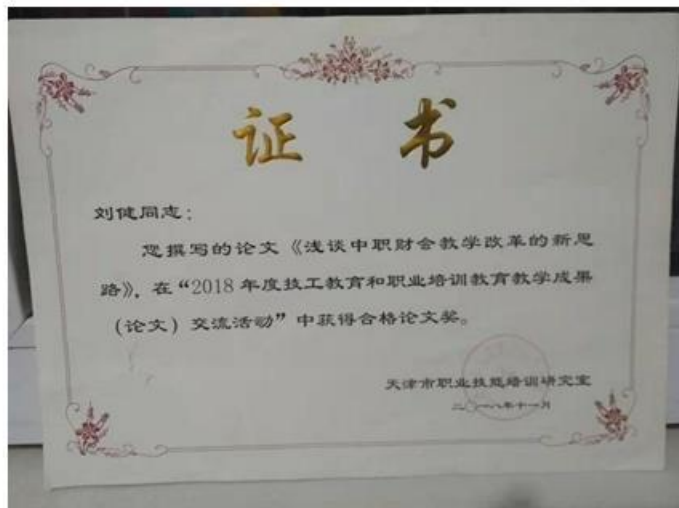 证书
刘健同志：
您撰写的论文《浅谈中职财会教学改革的新思
路》，在“2018年度技工教育和职业培训教育教学成果
（论文）交流活动”中获得合格论文奖。
天津市职业技能培训研究室
二〇一八年十一月